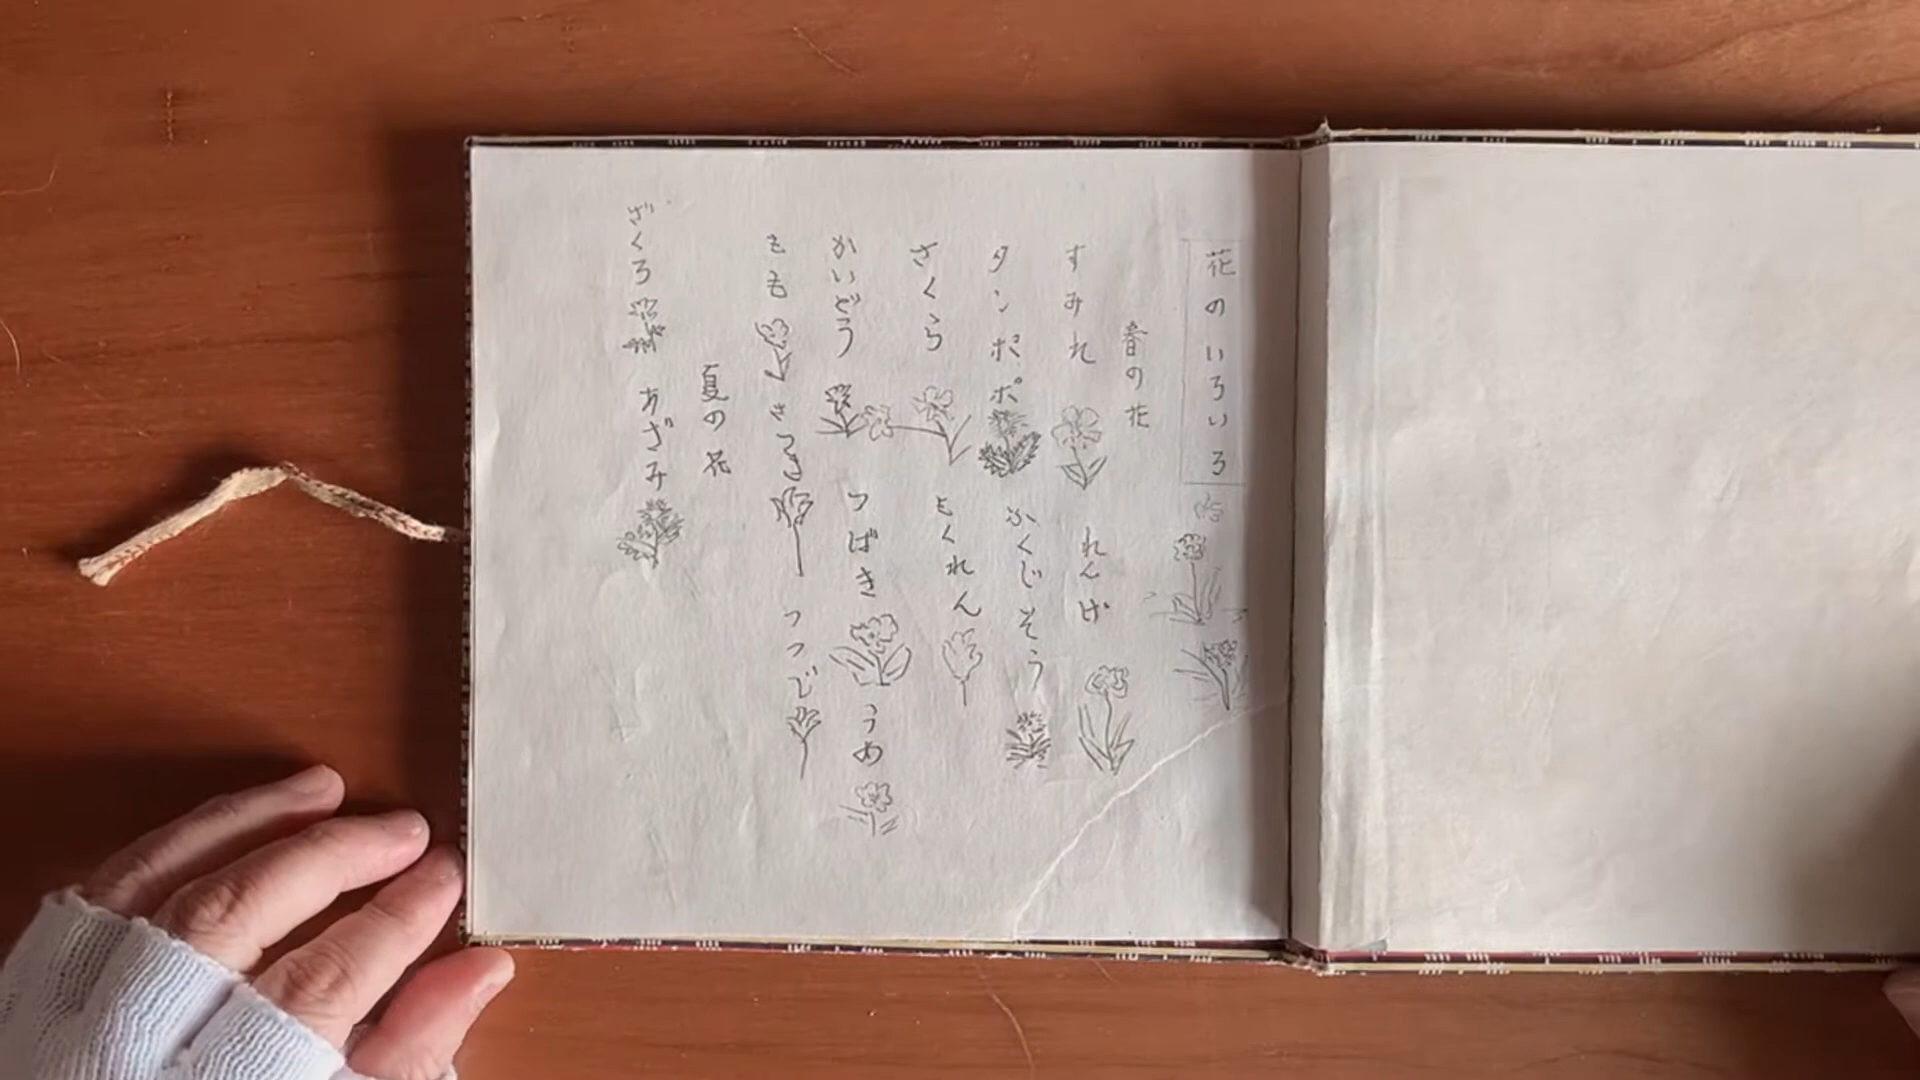 花のいろいろ
春の花
すみれ れんげ
タンポポ かくじそう
さくら もくれん
かいどう つばき うめ
もも さつき つつじ
夏の花
ざくろ あざみ